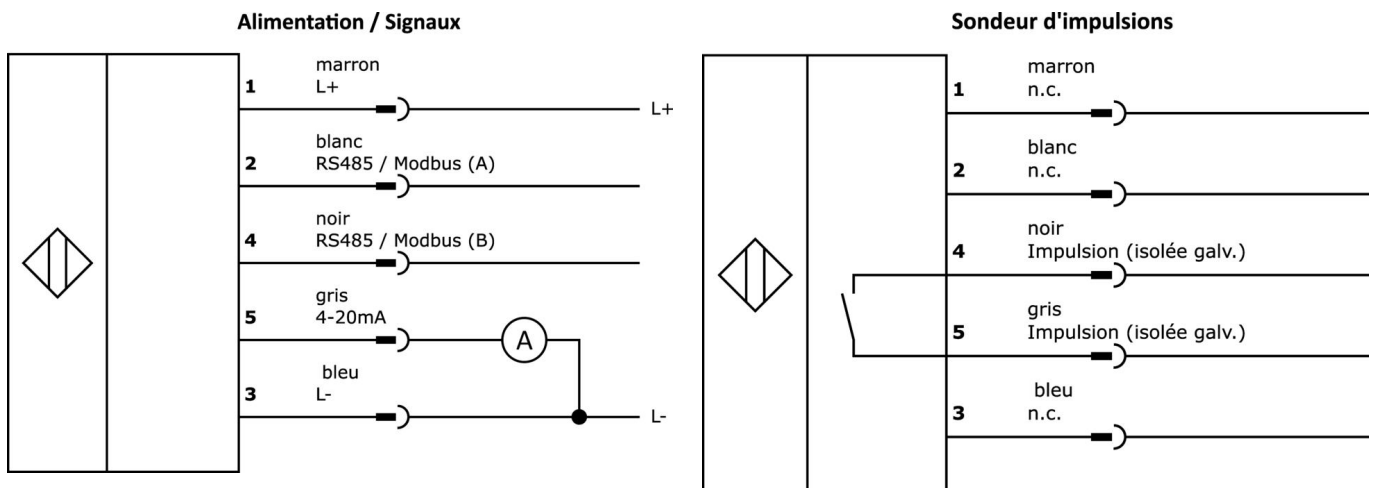 Alimentation / Signaux
marron
1 L+
L+
blanc
2 RS485 / Modbus (A)
noir
4 RS485 / Modbus (B)
gris
5 4-20mA
A
bleu
3 L-
L-
Sondeur d'impulsions
marron
1 n.c.
blanc
2 n.c.
noir
4 Impulsion (isolée galv.)
gris
5 Impulsion (isolée galv.)
bleu
3 n.c.